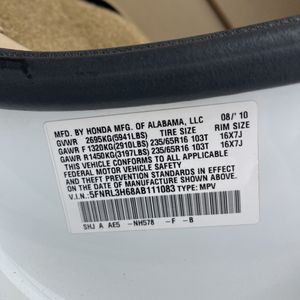 MFD. BY HONDA MFG. OF ALABAMA, LLC 08/'10
GVWR 2695KG(5941LBS) TIRE SIZE RIM SIZE
GAWR F 1320KG(2910LBS) 235/65R16 103T 16X7J
GAWR R1450KG(3197LBS) 235/65R16 103T 16X7J
THIS VEHICLE CONFORMS TO ALL APPLICABLE
FEDERAL MOTOR VEHICLE SAFETY AND
THEFT PREVENTION STANDARDS IN EFFECT ON
THE DATE OF MANUFACTURE SHOWN ABOVE.
V.I.N.: 5FNRL3H68AB111083 TYPE: MPV
SHJ A AE5 -NH578 -F -B